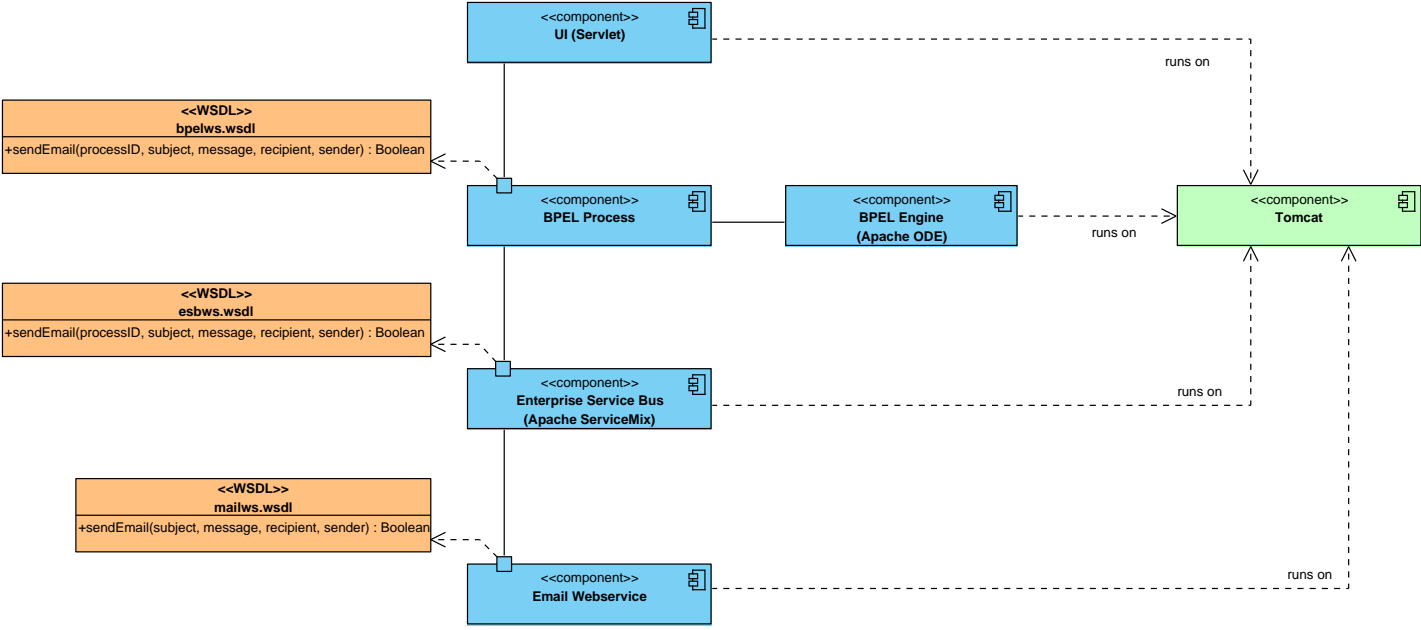 <<component>>
UI (Servlet)
runs on
<<WSDL>>
bpelws.wsdl
+sendEmail(processID, subject, message, recipient, sender) : Boolean
<<component>>
BPEL Process
<<component>>
BPEL Engine
(Apache ODE)
runs on
<<component>>
Tomcat
<<WSDL>>
esbws.wsdl
+sendEmail(processID, subject, message, recipient, sender) : Boolean
<<component>>
Enterprise Service Bus
(Apache ServiceMix)
runs on
<<WSDL>>
mailws.wsdl
+sendEmail(subject, message, recipient, sender) : Boolean
<<component>>
Email Webservice
runs on